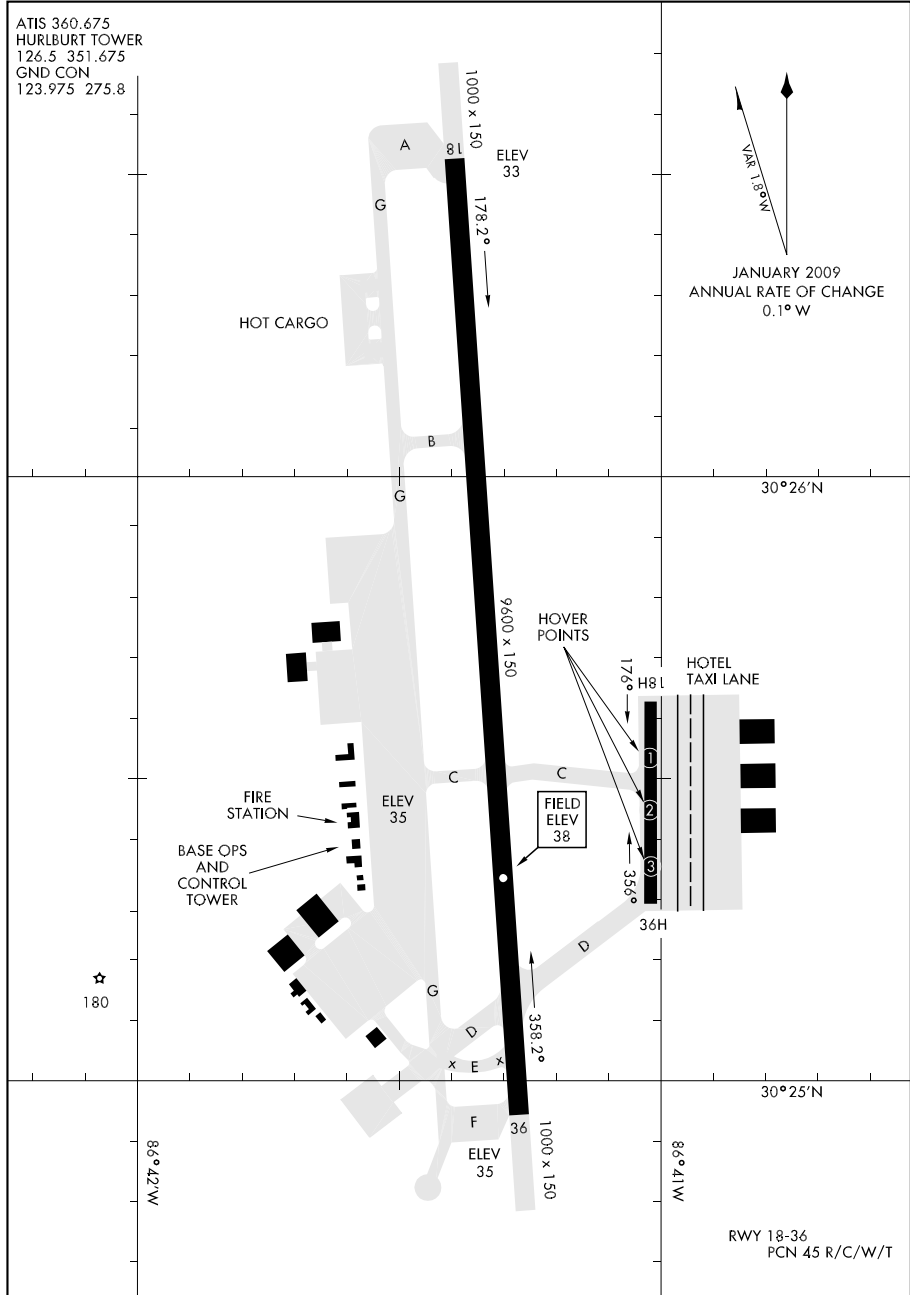 ATIS 360.675
HURLBURT TOWER
126.5 351.675
GND CON
123.975 275.8
1000 x 150
A
18
ELEV
33
VAR 1.8°W
G
178.2°
JANUARY 2009
ANNUAL RATE OF CHANGE
0.1° W
HOT CARGO
B
30°26'N
G
9600 x 150
HOVER
POINTS
176°
18H
HOTEL
TAXI LANE
1
C
C
2
FIRE
STATION
ELEV
35
FIELD
ELEV
38
BASE OPS
AND
CONTROL
TOWER
3
356°
36H
D
180
G
358.2°
D
x
E
x
30°25'N
F
36
ELEV
35
1000 x 150
86°42'W
86°41W
RWY 18-36
PCN 45 R/C/W/T